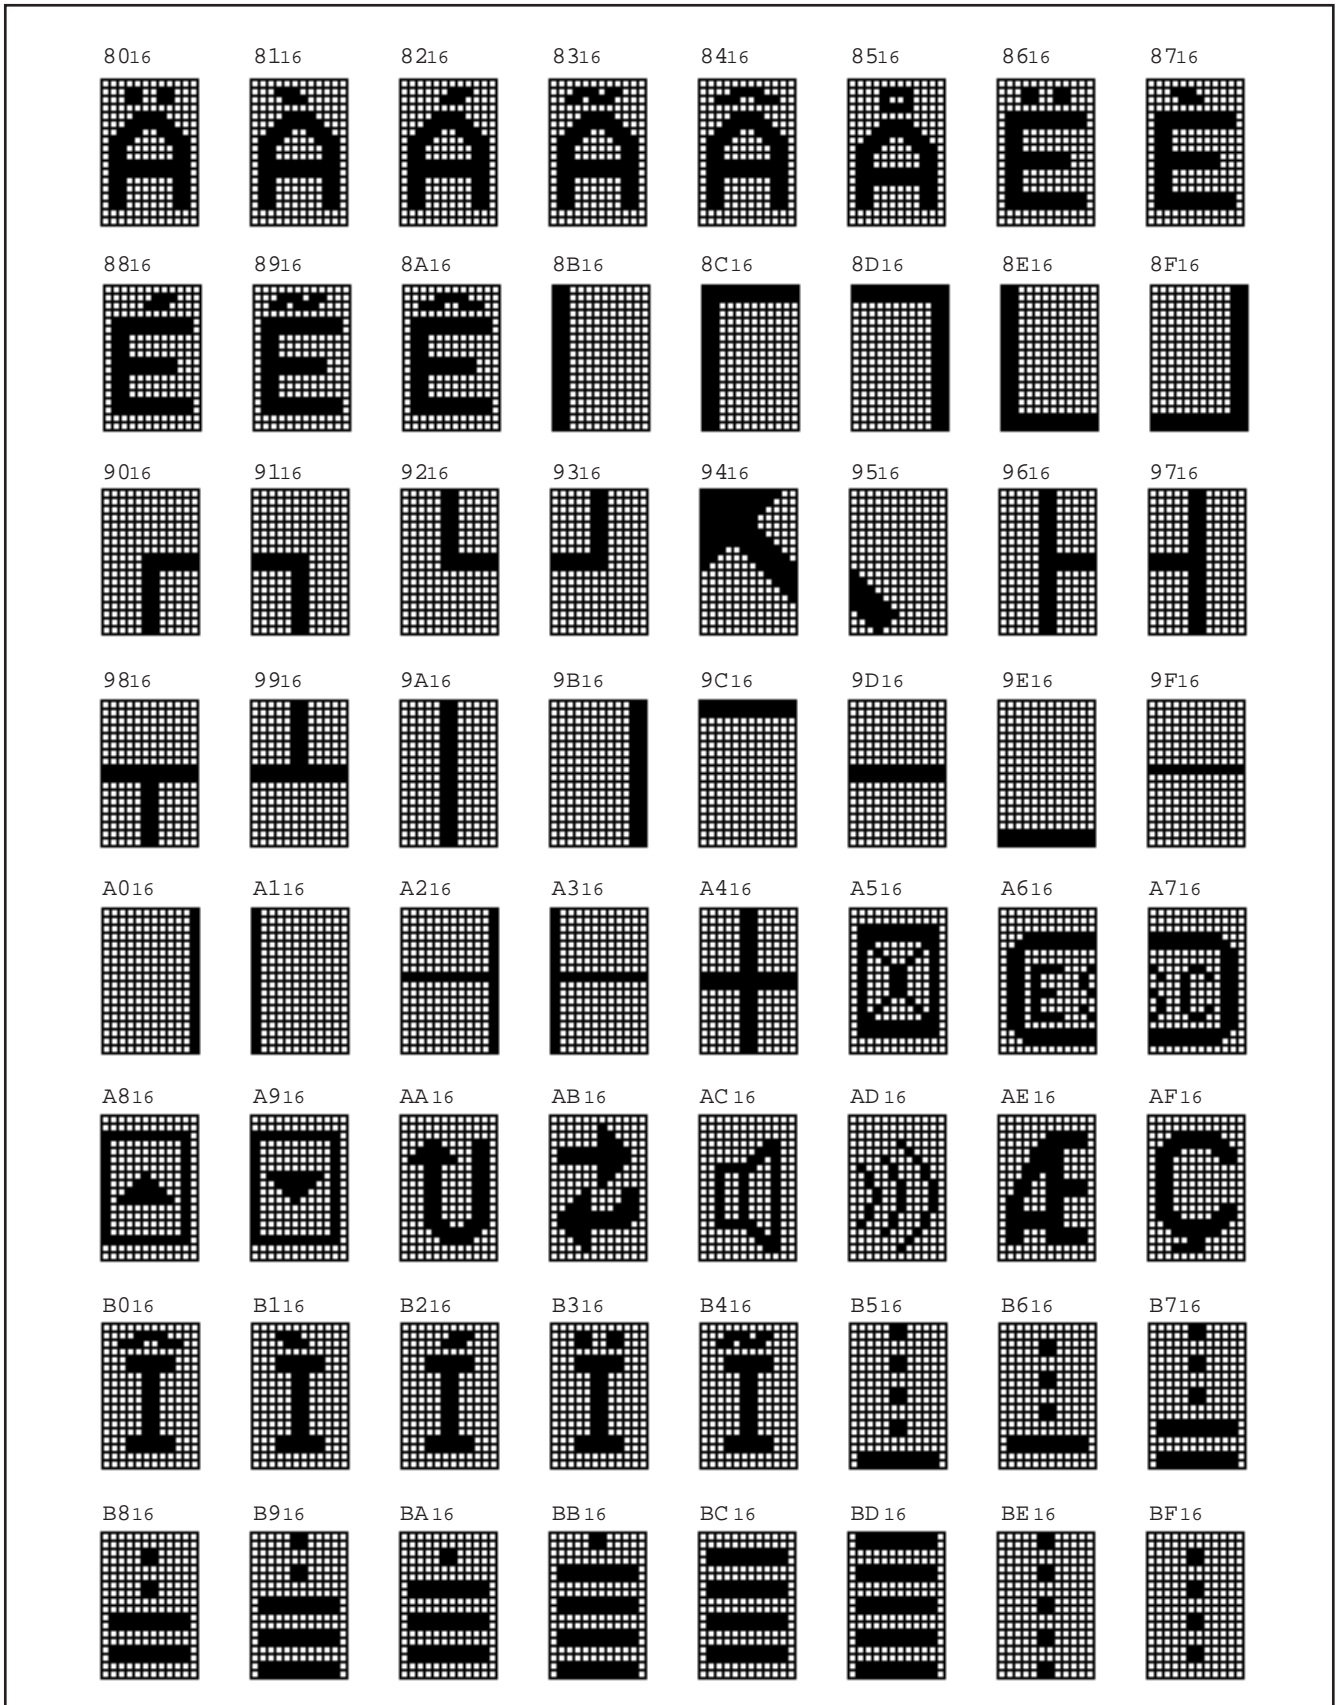 8016 8116 8216 8316 8416 8516 8616 8716
Ä À Á Ã Â Å Ë È
8816 8916 8A16 8B16 8C16 8D16 8E16 8F16
É Ẽ Ê
9016 9116 9216 9316 9416 9516 9616 9716
9816 9916 9A16 9B16 9C16 9D16 9E16 9F16
A016 A116 A216 A316 A416 A516 A616 A716
ES SC
A816 A916 AA16 AB16 AC16 AD16 AE16 AF16
Æ Ç
B016 B116 B216 B316 B416 B516 B616 B716
Î Ì Í Ï Ĩ
B816 B916 BA16 BB16 BC16 BD16 BE16 BF16